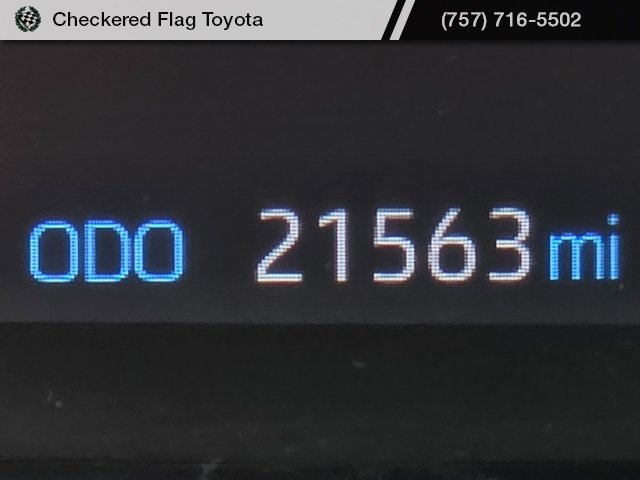 Checkered Flag Toyota (757) 716-5502
ODO 21563 mi